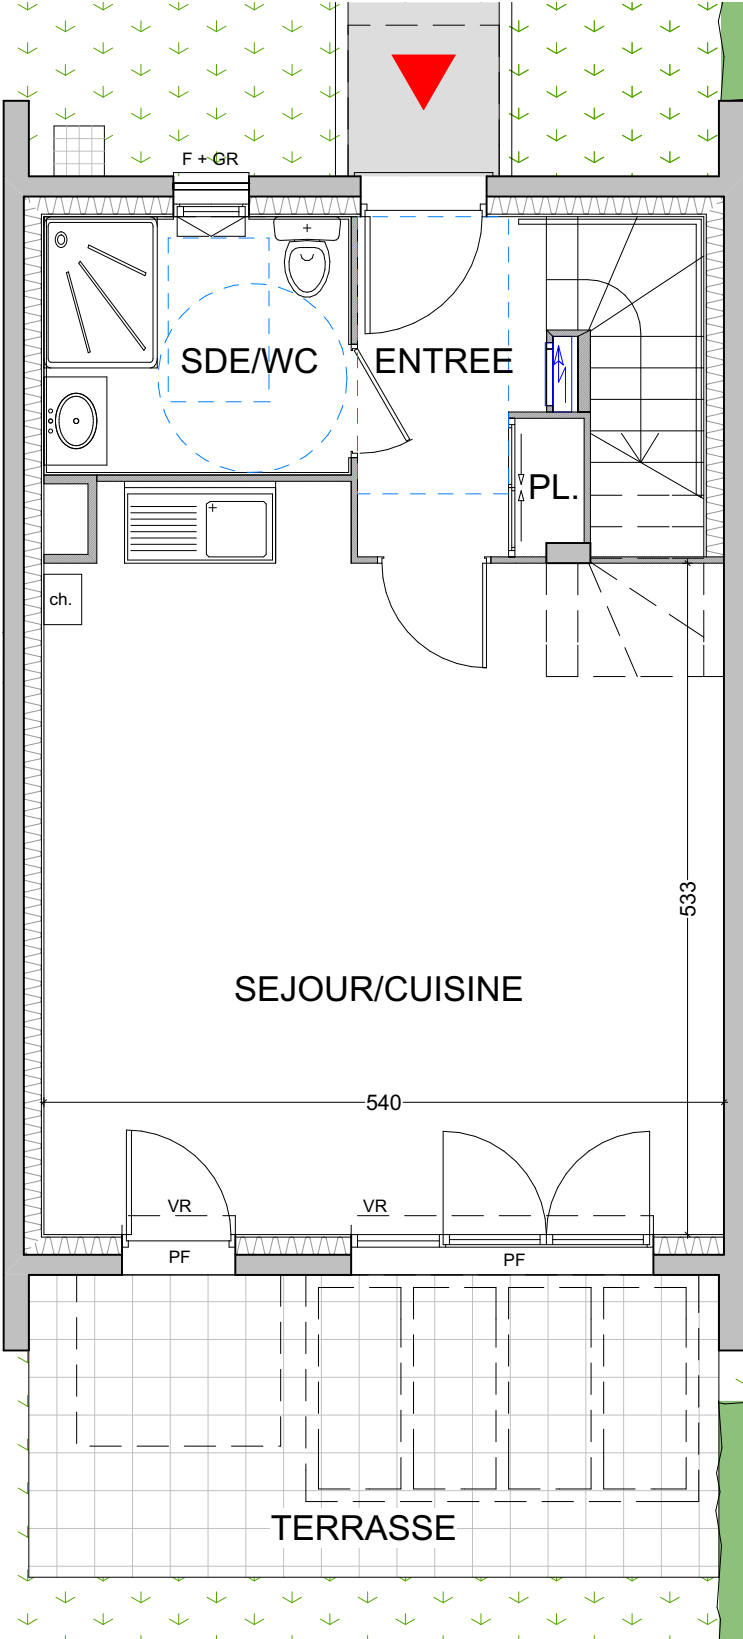 F + GR
SDE/WC
ENTREE
PL.
ch.
533
SEJOUR/CUISINE
540
VR
VR
PF
PF
TERRASSE